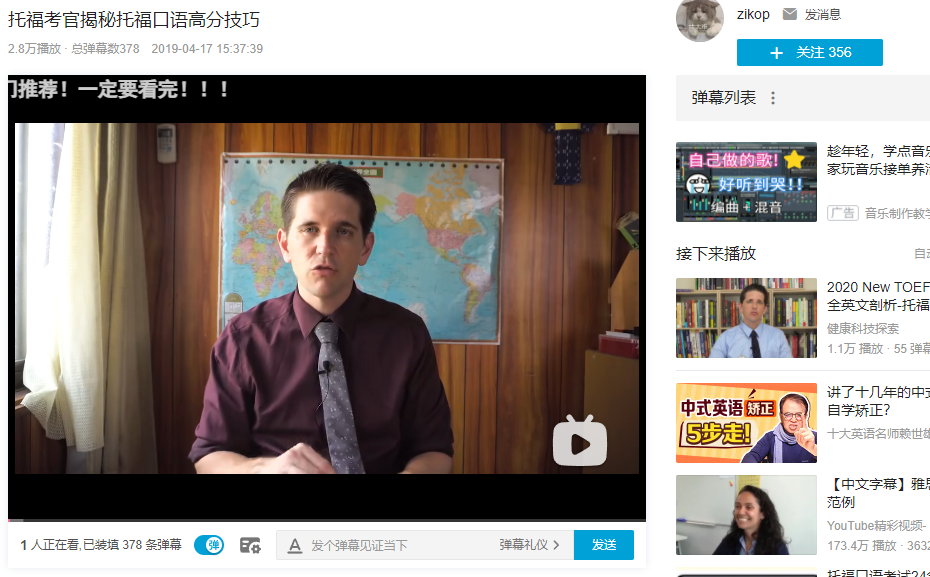 托福考官揭秘托福口语高分技巧
2.8万播放 · 总弹幕数378 2019-04-17 15:37:39
门推荐！一定要看完！！！
1 人正在看,已装填 378 条弹幕
弹
A 发个弹幕见证当下
弹幕礼仪 >
发送
zikop
发消息
+ 关注 356
弹幕列表
自己做的歌!
好听到哭!!
编曲+混音
趁年轻，学点音乐
家玩音乐接单养活
广告 音乐制作教学
接下来播放
自动
2020 New TOEF
全英文剖析-托福
健康科技探索
1.1万 播放 · 55 弹幕
中式英语 矫正
5步走!
讲了十几年的中式
自学矫正？
十大英语名师赖世雄
【中文字幕】雅思
范例
YouTube精彩视频-
173.4万 播放 · 3632
托福口语考试24分